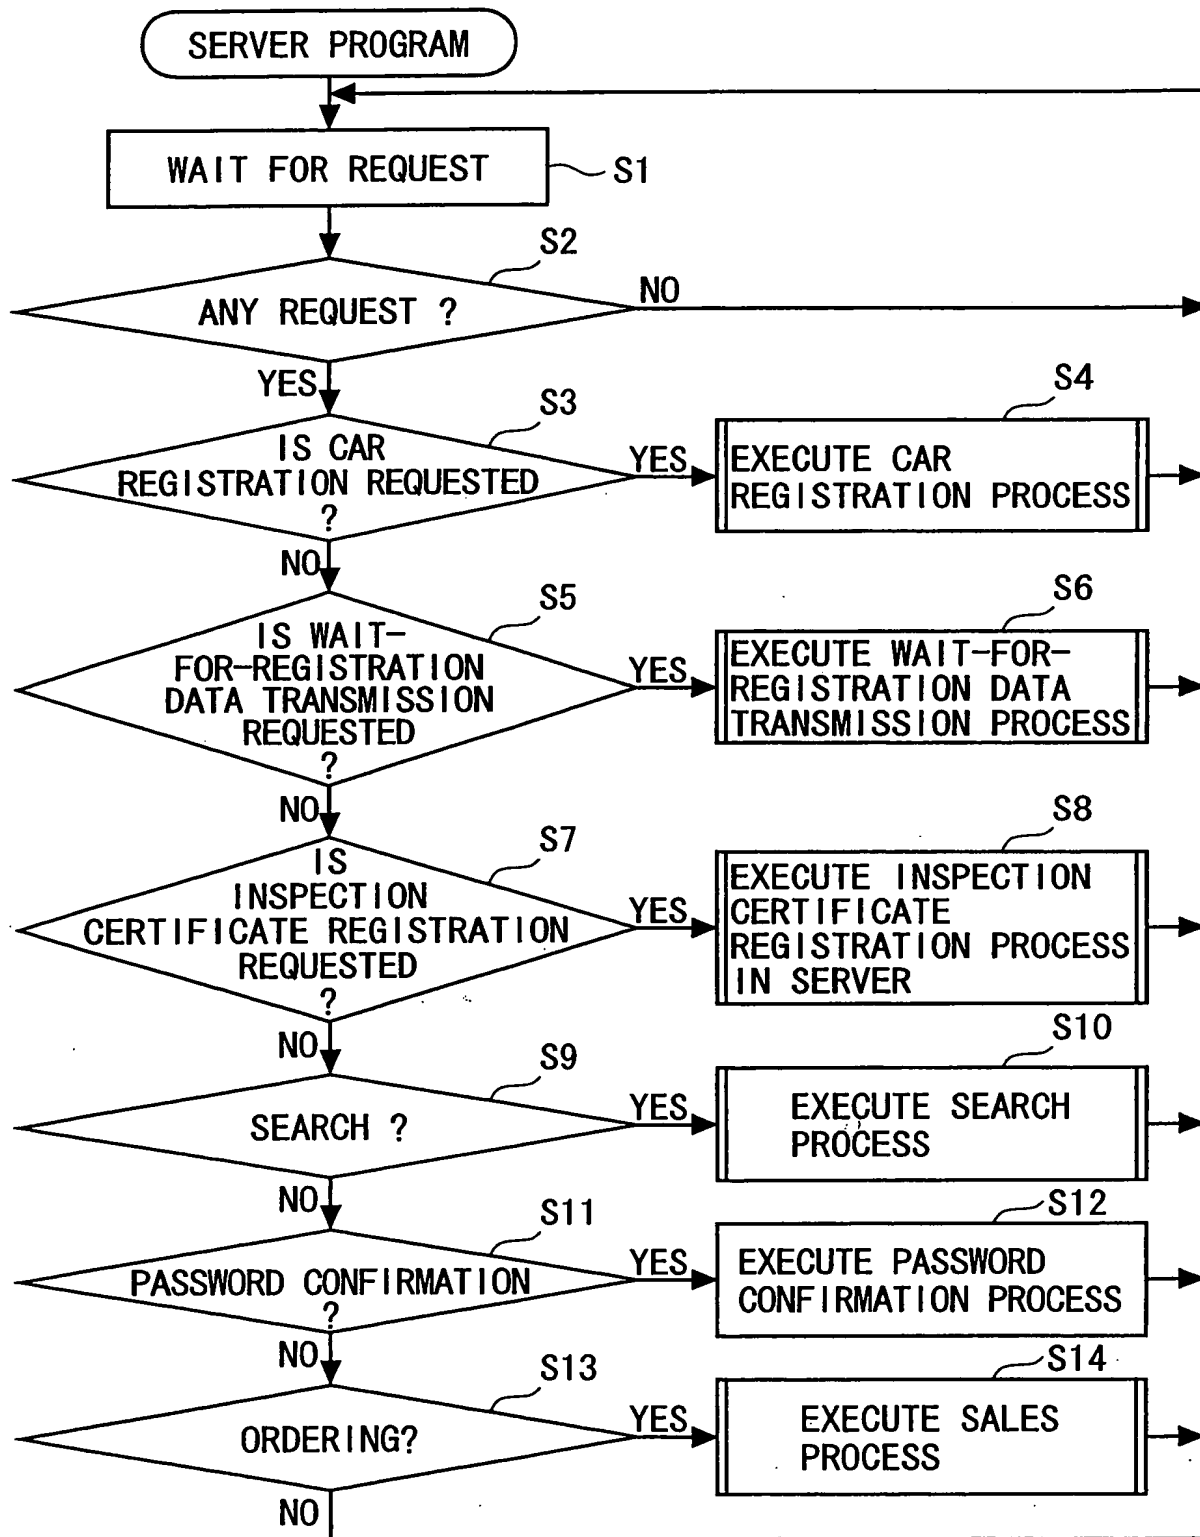 SERVER PROGRAM
WAIT FOR REQUEST
S1
S2
ANY REQUEST ?
NO
YES
S3
IS CAR
REGISTRATION REQUESTED
?
YES
S4
EXECUTE CAR
REGISTRATION PROCESS
NO
S5
IS WAIT-
FOR-REGISTRATION
DATA TRANSMISSION
REQUESTED
?
YES
S6
EXECUTE WAIT-FOR-
REGISTRATION DATA
TRANSMISSION PROCESS
NO
S7
IS
INSPECTION
CERTIFICATE REGISTRATION
REQUESTED
?
YES
S8
EXECUTE INSPECTION
CERTIFICATE
REGISTRATION PROCESS
IN SERVER
NO
S9
SEARCH ?
YES
S10
EXECUTE SEARCH
PROCESS
NO
S11
PASSWORD CONFIRMATION
?
YES
S12
EXECUTE PASSWORD
CONFIRMATION PROCESS
NO
S13
ORDERING?
YES
S14
EXECUTE SALES
PROCESS
NO